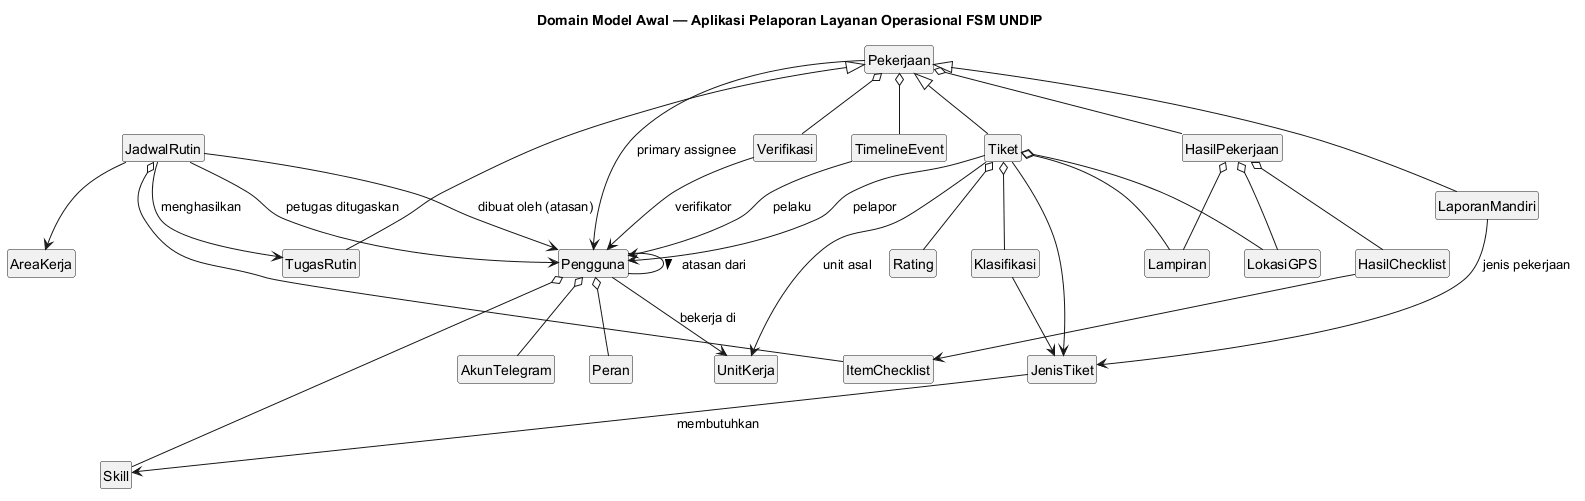 Domain Model Awal — Aplikasi Pelaporan Layanan Operasional FSM UNDIP
Pekerjaan
JadwalRutin
primary assignee
Verifikasi
TimelineEvent
Tiket
HasilPekerjaan
menghasilkan
petugas ditugaskan
dibuat oleh (atasan)
verifikator
pelaku
pelapor
LaporanMandiri
AreaKerja
TugasRutin
Pengguna
atasan dari
unit asal
Rating
Klasifikasi
Lampiran
LokasiGPS
HasilChecklist
jenis pekerjaan
bekerja di
AkunTelegram
Peran
UnitKerja
ItemChecklist
JenisTiket
membutuhkan
Skill